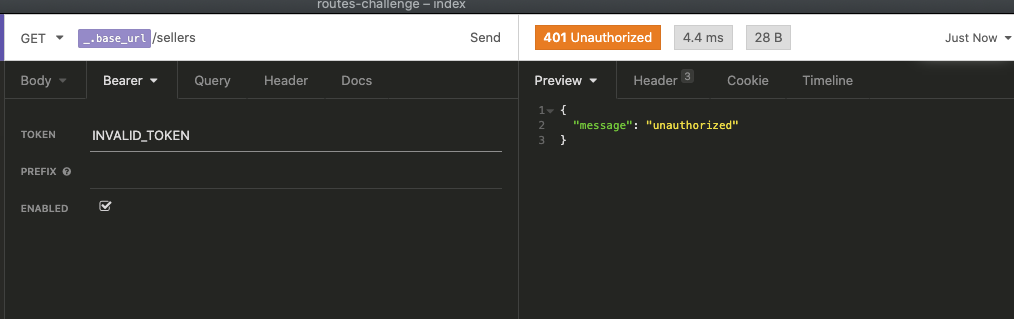 routes-challenge – index
GET _.base_url/sellers Send
401 Unauthorized 4.4 ms 28 B Just Now
Body Bearer Query Header Docs
Preview Header 3 Cookie Timeline
TOKEN INVALID_TOKEN
PREFIX ?
ENABLED
1 {
2 "message": "unauthorized"
3 }